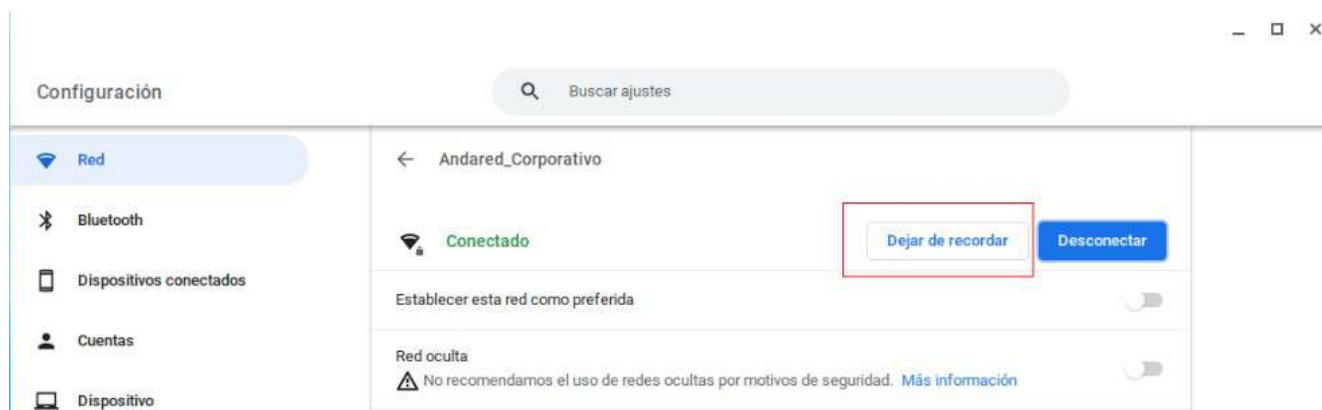 Configuración
Buscar ajustes
Red
Andared_Corporativo
Bluetooth
Conectado
Dejar de recordar
Desconectar
Dispositivos conectados
Establecer esta red como preferida
Cuentas
Red oculta
No recomendamos el uso de redes ocultas por motivos de seguridad. Más información
Dispositivo